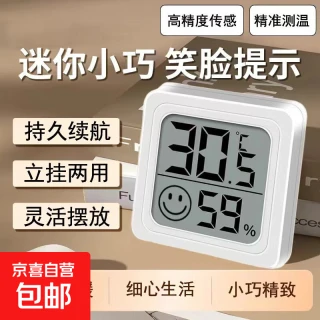 高精度传感 精准测温
迷你小巧 笑脸提示
持久续航
立挂两用
灵活摆放
30.5 ℃
59 %
京喜自营
包邮
细心生活 小巧精致